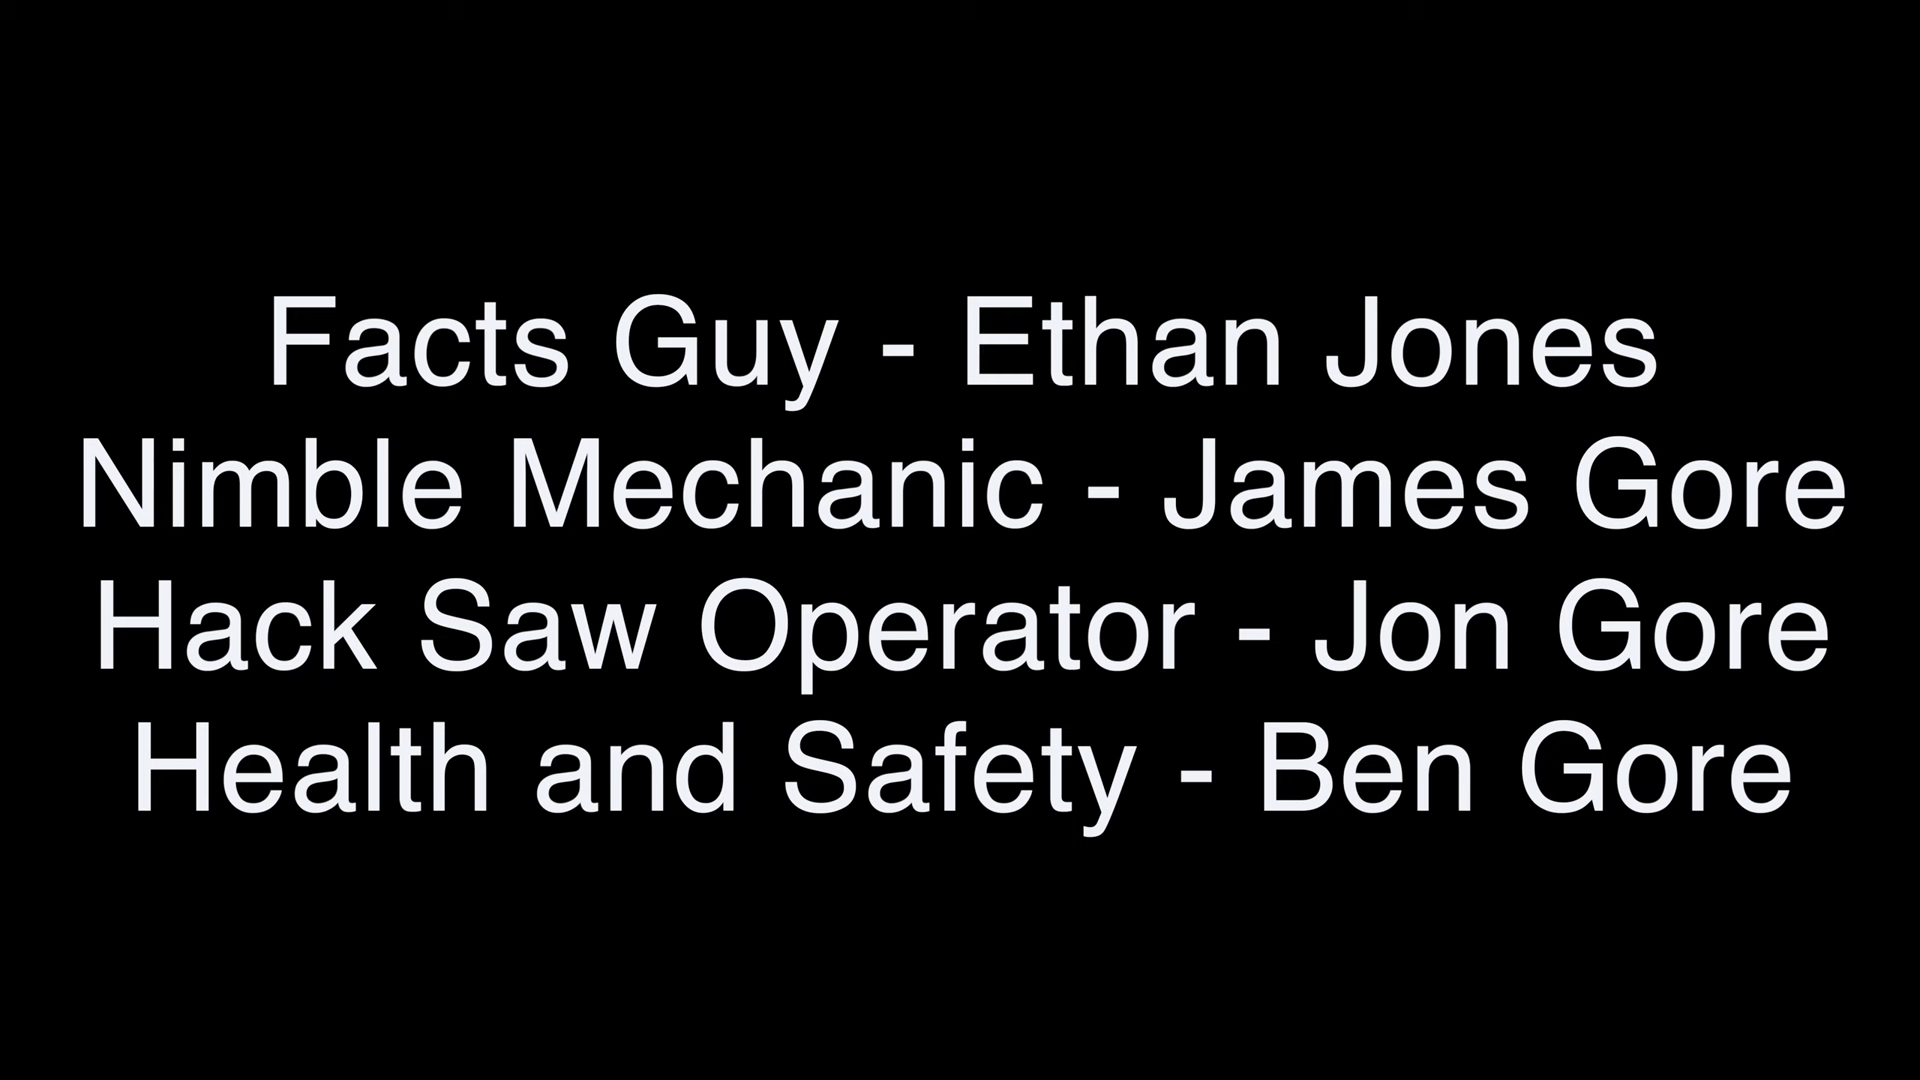 Facts Guy - Ethan Jones
Nimble Mechanic - James Gore
Hack Saw Operator - Jon Gore
Health and Safety - Ben Gore